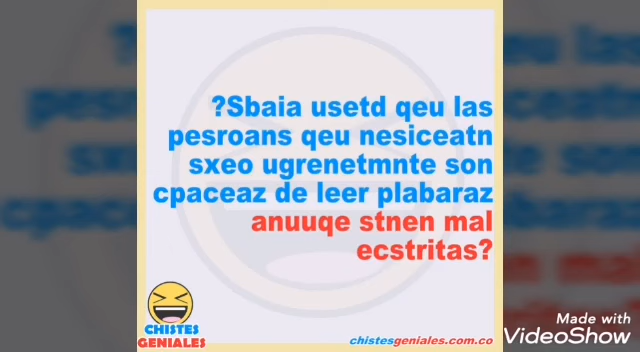 ?Sbaia usetd qeu las
pesroans qeu nesiceatn
sxeo ugrenetmnte son
cpaceaz de leer plabaraz
anuuqe stnen mal
ecstritas?
CHISTES
GENIALES
chistesgeniales.com.co
Made with
VideoShow